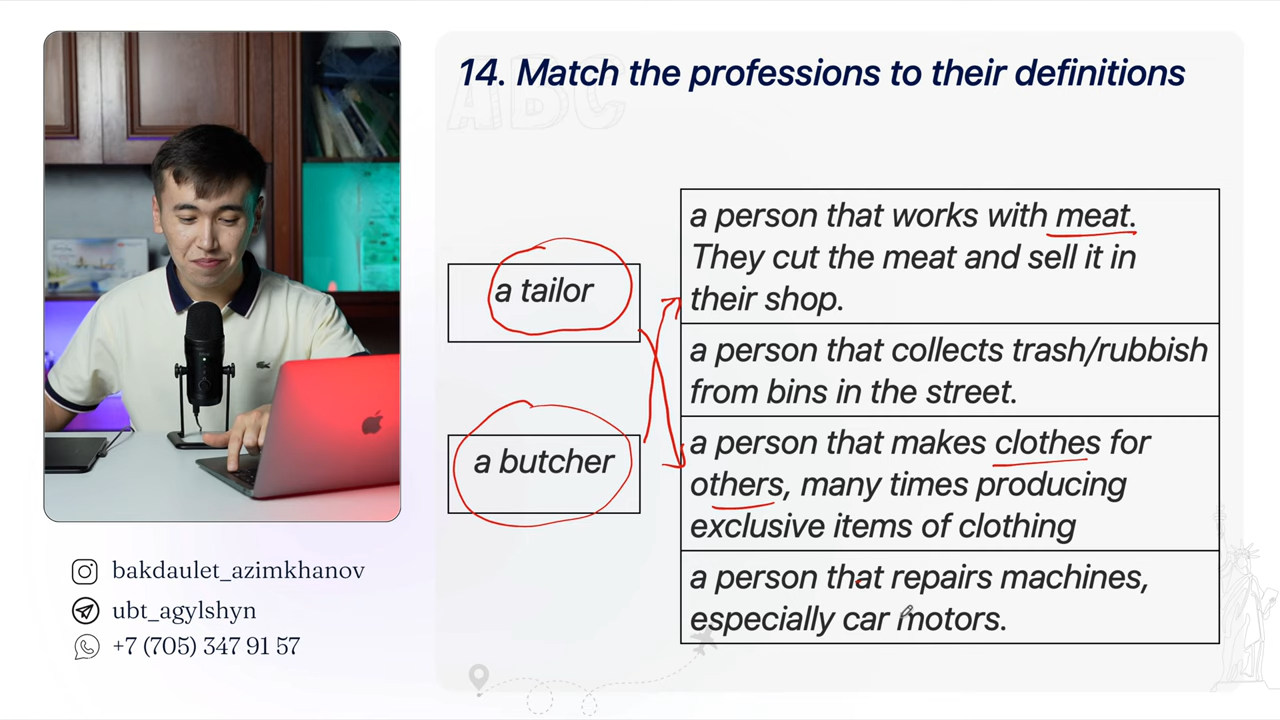 14. Match the professions to their definitions
ABC
a tailor
a butcher
a person that works with meat.
They cut the meat and sell it in
their shop.
a person that collects trash/rubbish
from bins in the street.
a person that makes clothes for
others, many times producing
exclusive items of clothing
a person that repairs machines,
especially car motors.
bakdaulet_azimkhanov
ubt_agylshyn
+7 (705) 347 91 57